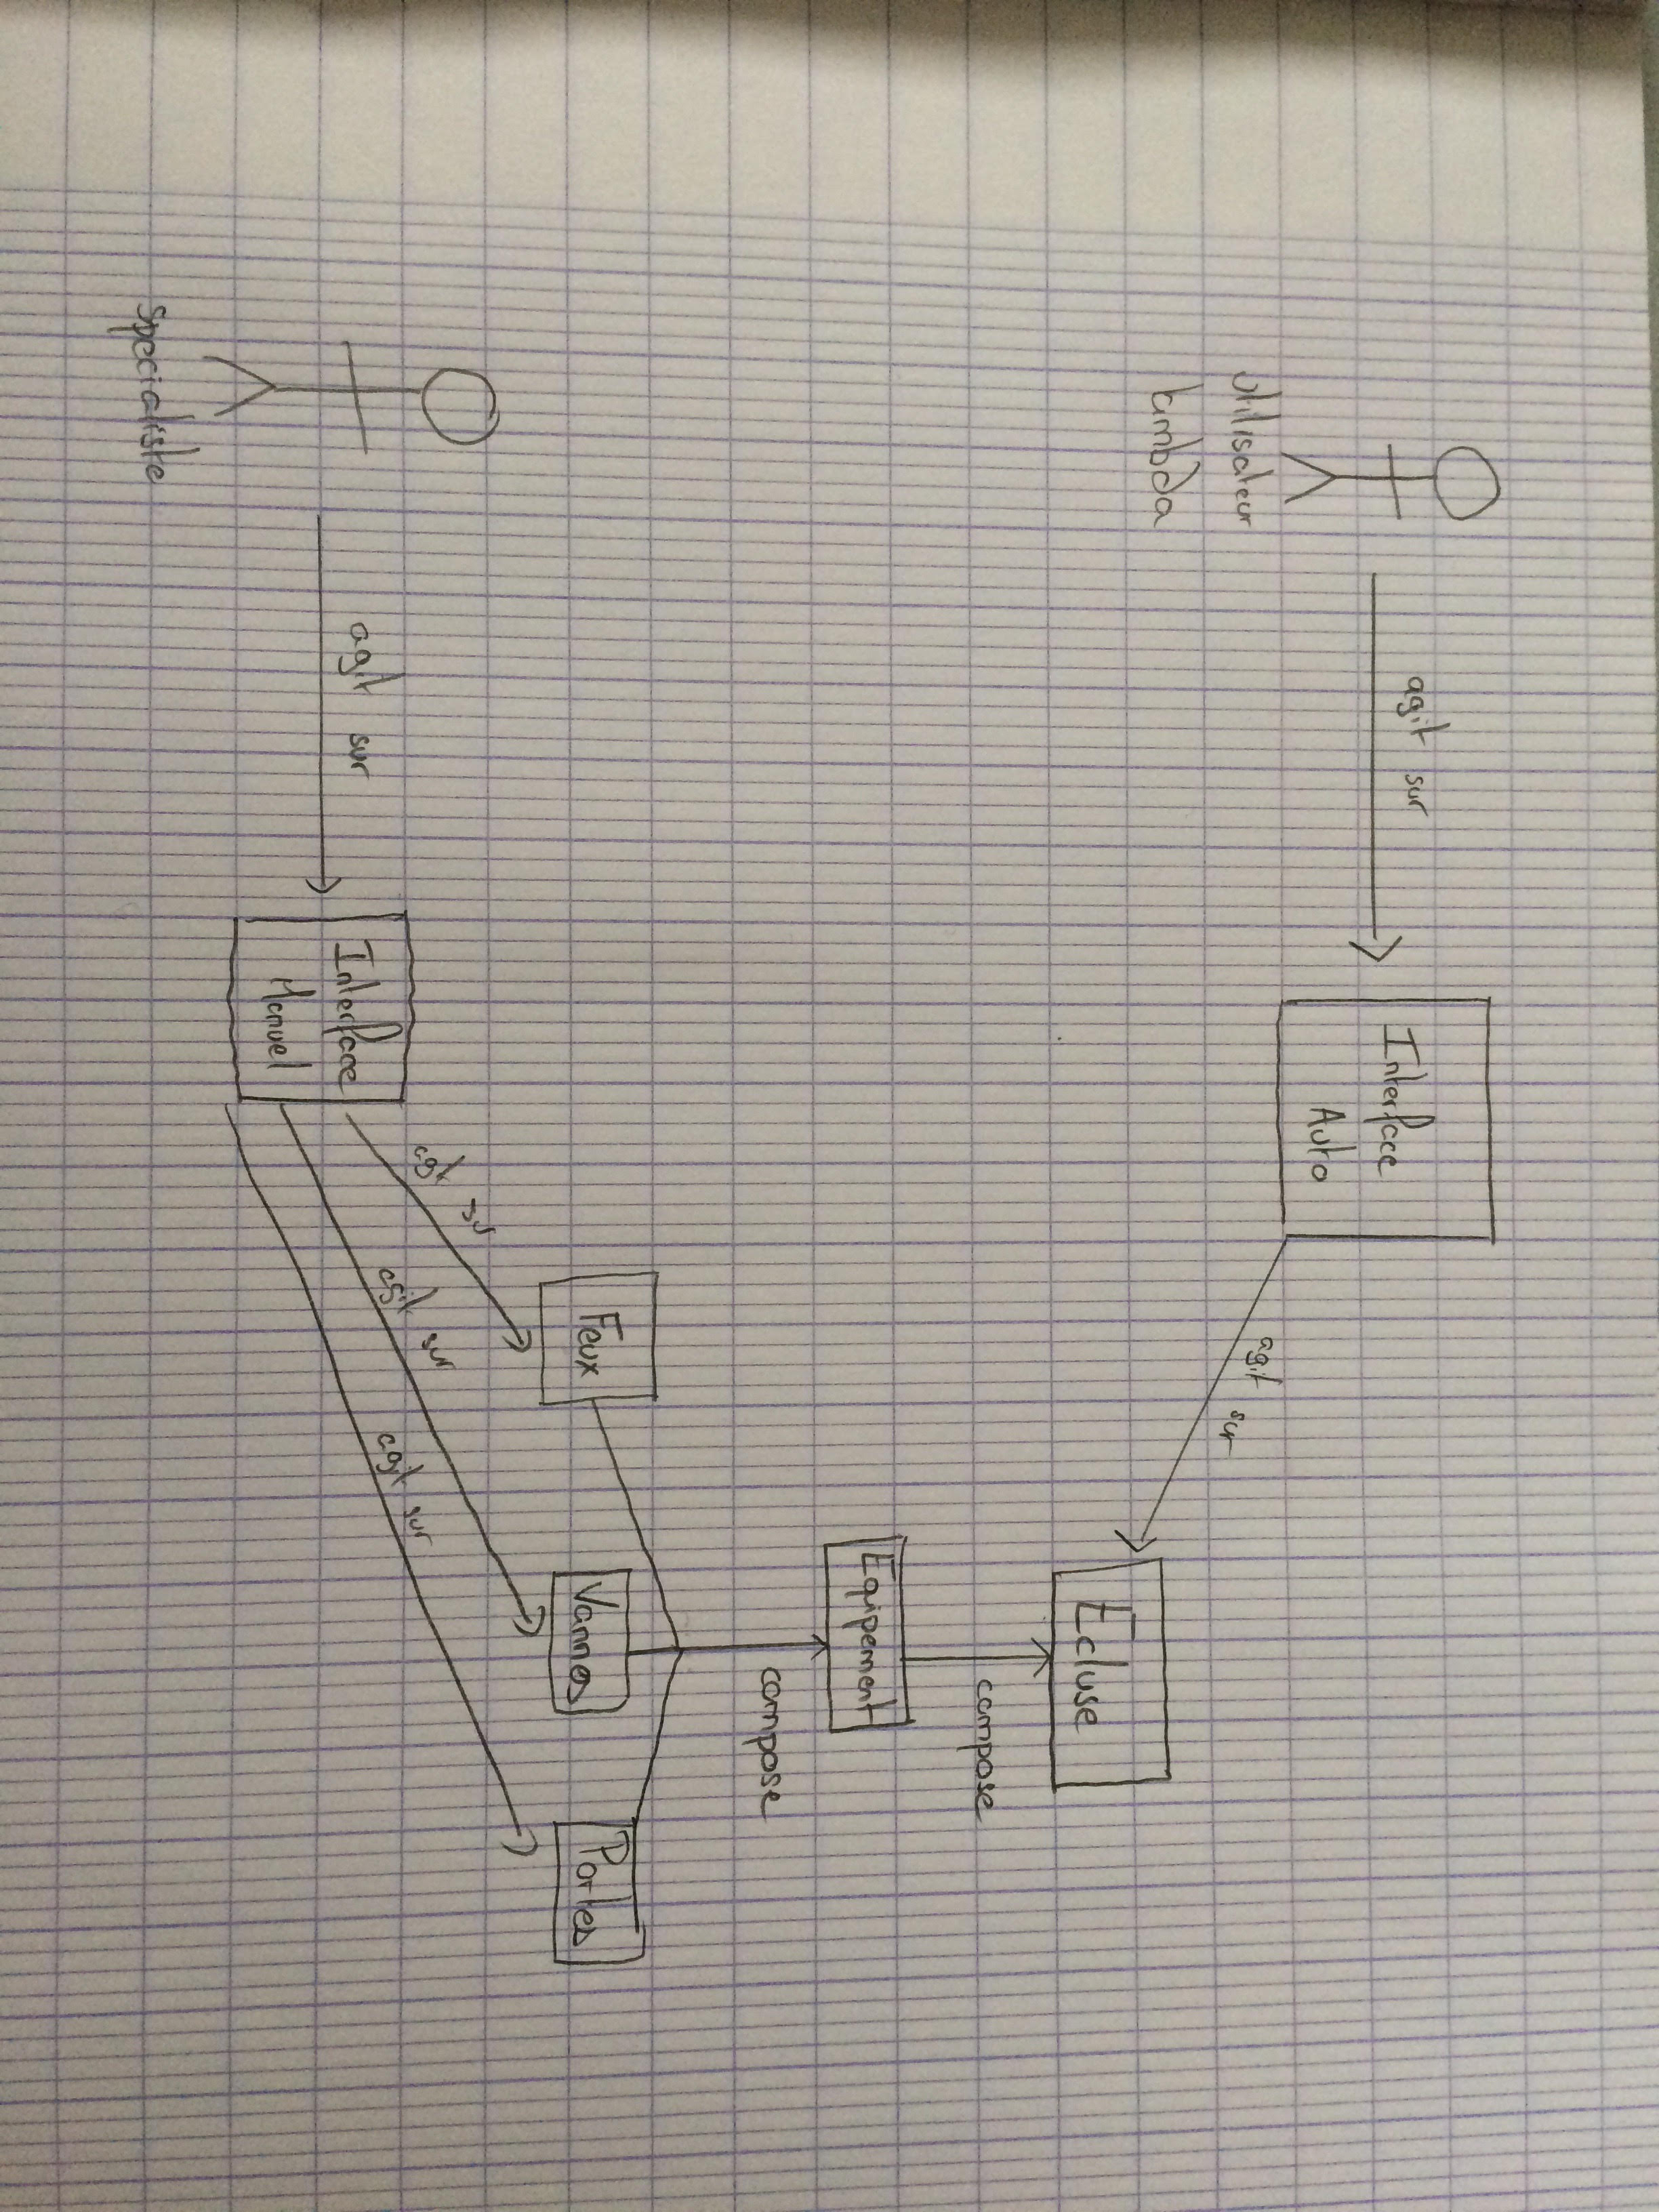 Utilisateur
lambda
agit sur
Interface
Auto
agit sur
Ecluse
compose
Equipement
compose
Specialiste
agit sur
Interface
Manuel
agit sur
Feux
agit sur
Vannes
agit sur
Portes